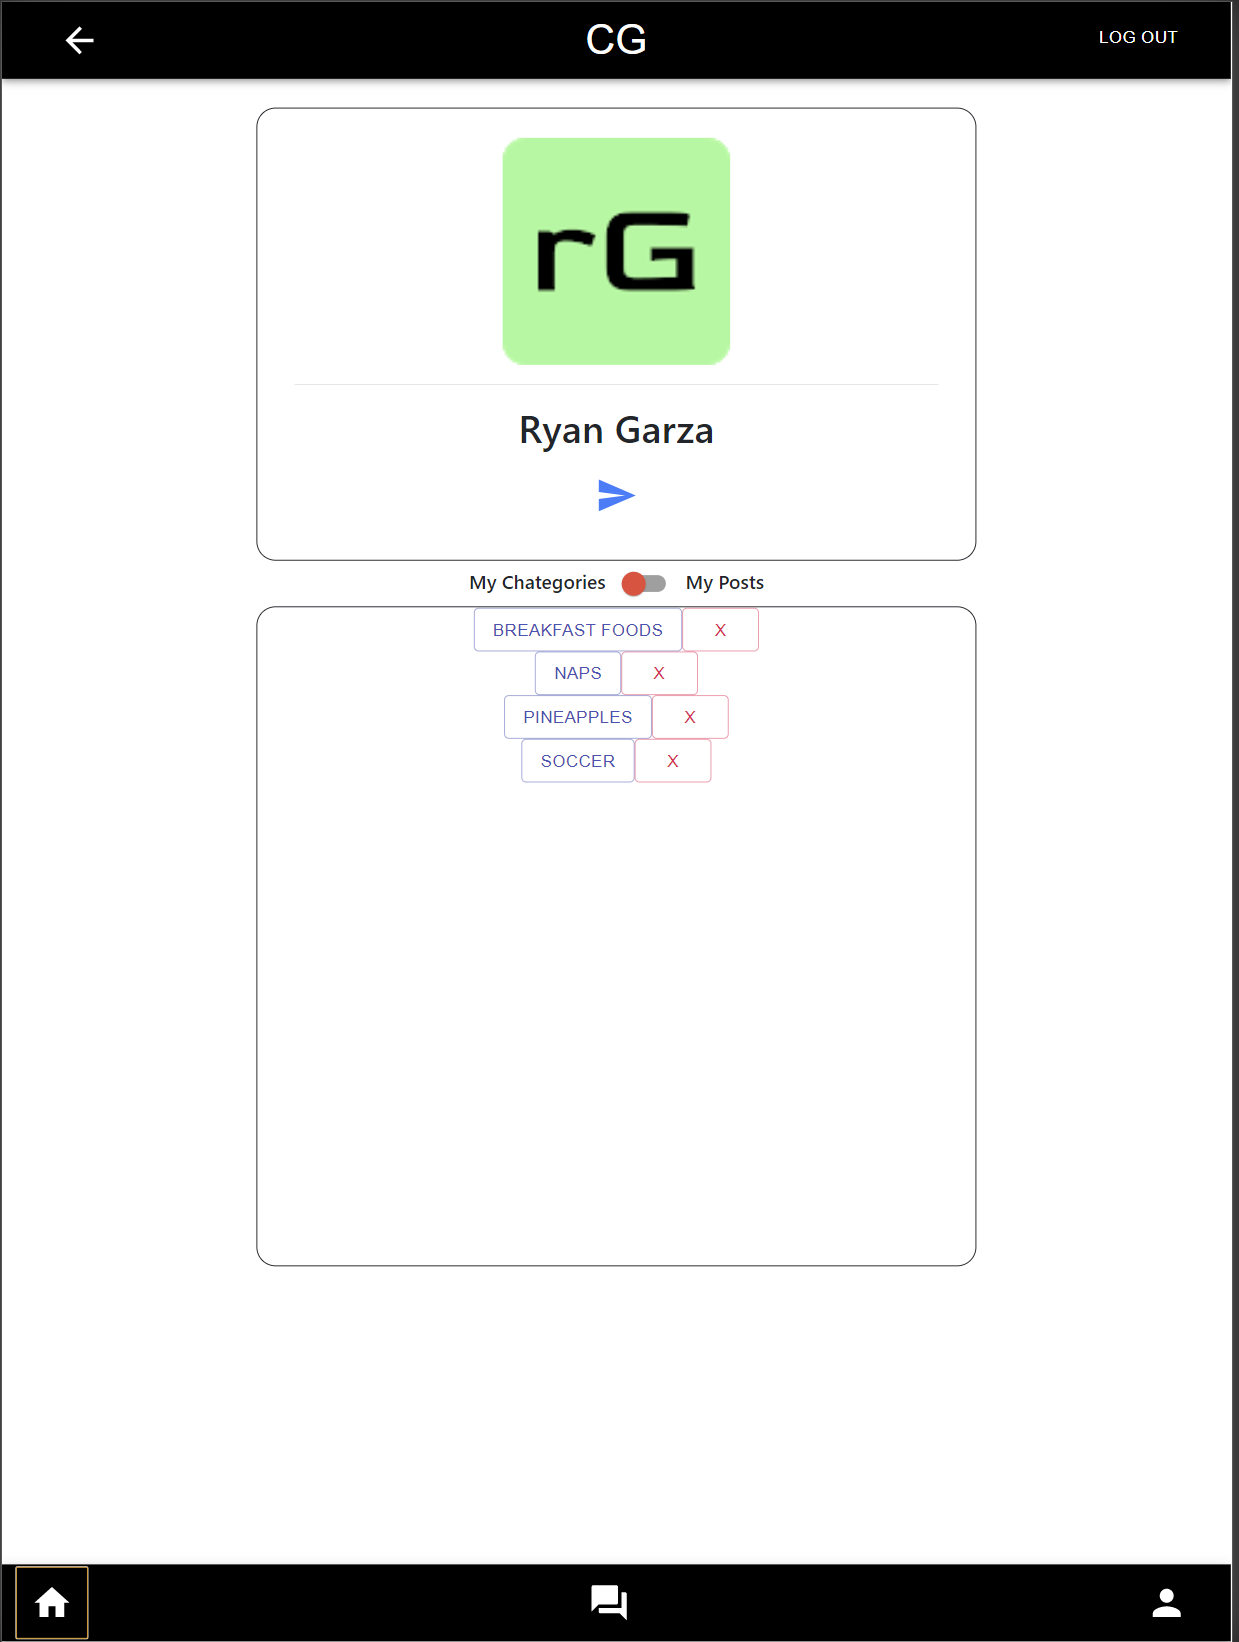 CG LOG OUT
rG
Ryan Garza
My Chategories My Posts
BREAKFAST FOODS X
NAPS X
PINEAPPLES X
SOCCER X